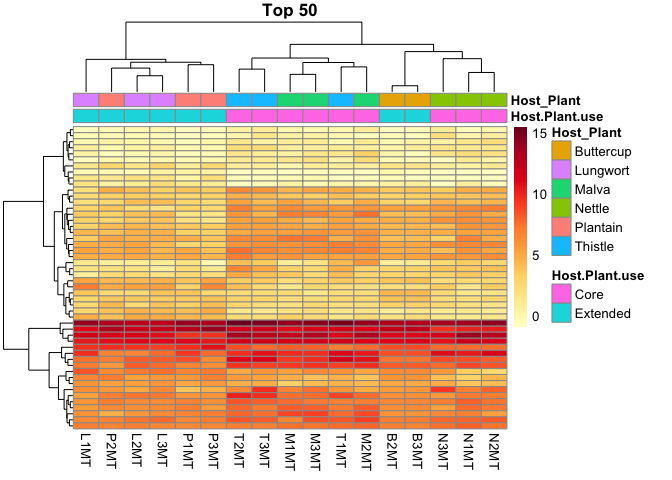 Top 50
Host_Plant
Host.Plant.use
15
10
5
0
Host_Plant
Buttercup
Lungwort
Malva
Nettle
Plantain
Thistle
Host.Plant.use
Core
Extended
L1MT
P2MT
L2MT
L3MT
P1MT
P3MT
T2MT
T3MT
M1MT
M3MT
T1MT
M2MT
B2MT
B3MT
N3MT
N1MT
N2MT